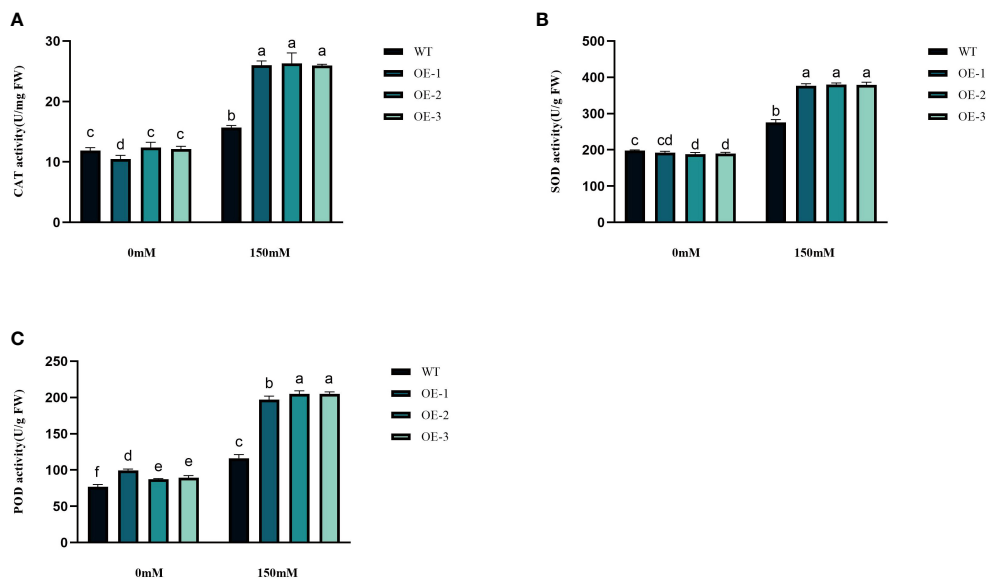 A
CAT activity(U/mg FW)
30
20
10
0
c
d
c
c
b
a
a
a
0mM
150mM
WT
OE-1
OE-2
OE-3
B
SOD activity(U/g FW)
500
400
300
200
100
0
c
cd
d
d
b
a
a
a
0mM
150mM
WT
OE-1
OE-2
OE-3
C
POD activity(U/g FW)
250
200
150
100
50
0
f
d
e
e
c
b
a
a
0mM
150mM
WT
OE-1
OE-2
OE-3